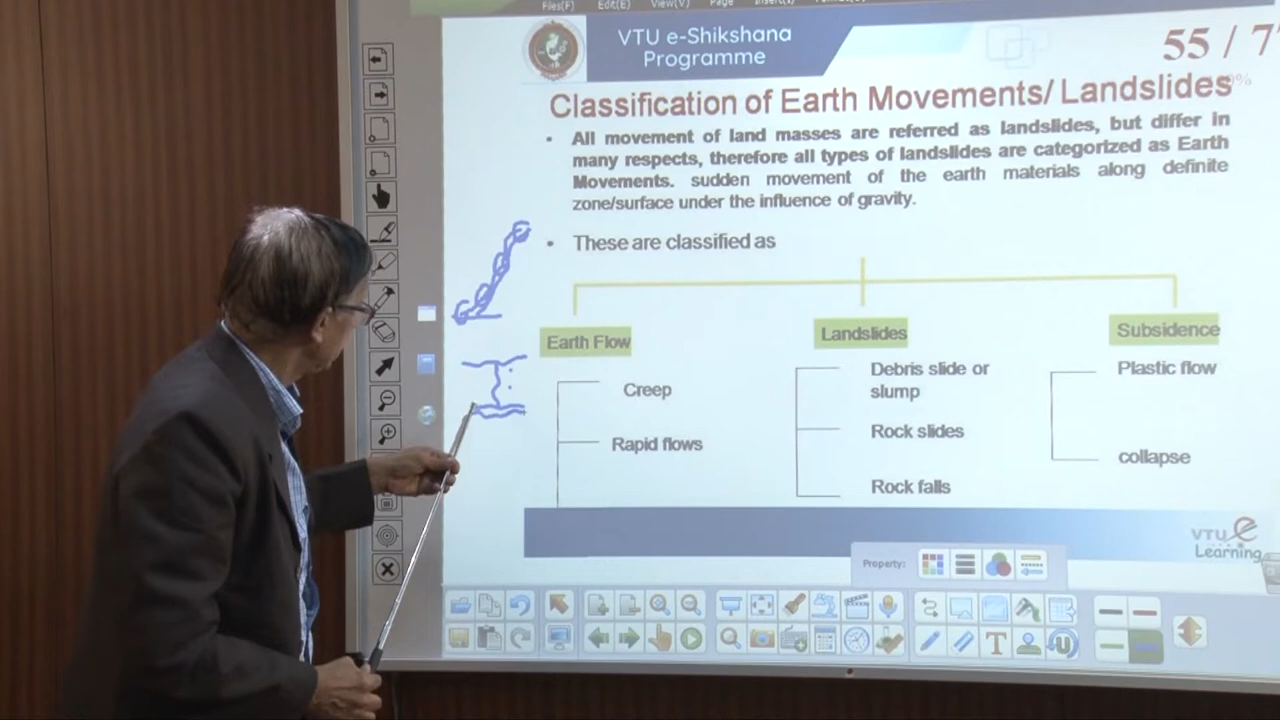 Files(F) Edit(E) View(V) Page Insert(I)
VTU e-Shikshana
Programme
55 / 77
Classification of Earth Movements/ Landslides
• All movement of land masses are referred as landslides, but differ in
many respects, therefore all types of landslides are categorized as Earth
Movements. sudden movement of the earth materials along definite
zone/surface under the influence of gravity.
• These are classified as
Earth Flow
Landslides
Subsidence
Creep
Rapid flows
Debris slide or
slump
Rock slides
Rock falls
Plastic flow
collapse
VTU e
Learning
Property: